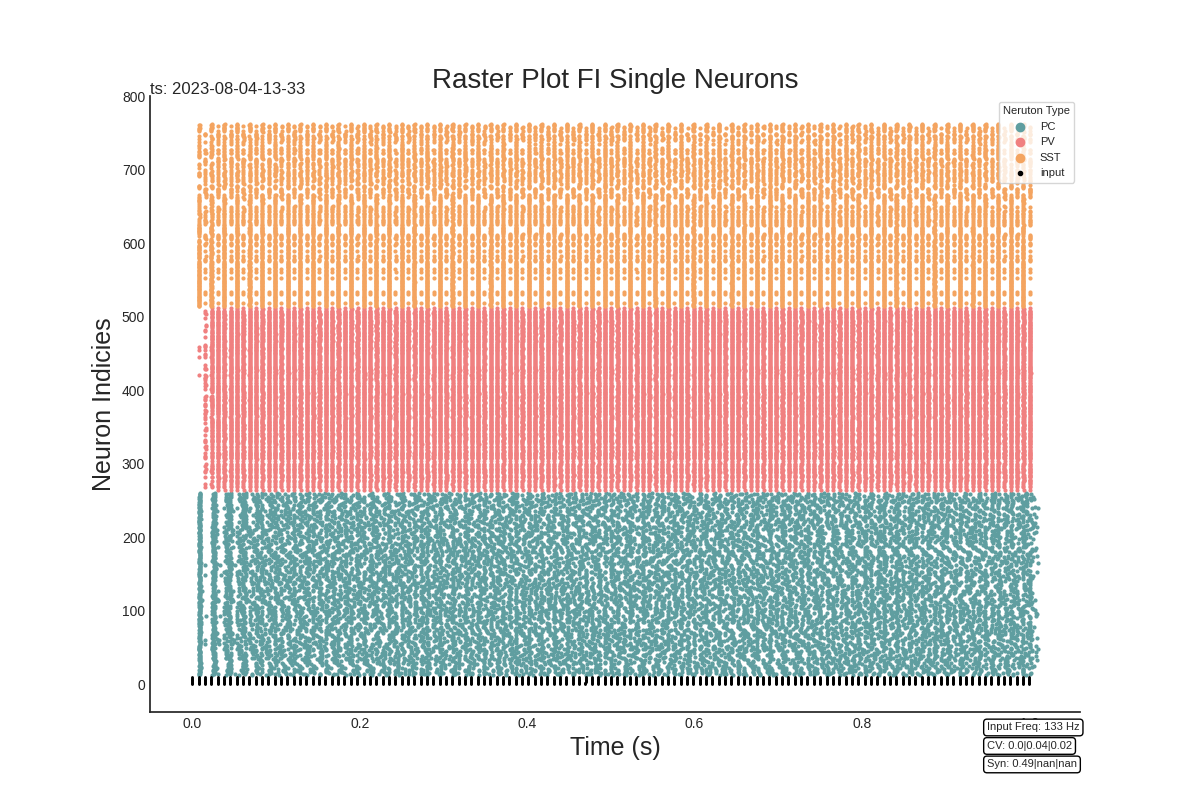 Raster Plot FI Single Neurons
ts: 2023-08-04-13-33
Neruton Type
PC
PV
SST
input
Neuron Indicies
800
700
600
500
400
300
200
100
0
0.0 0.2 0.4 0.6 0.8
Time (s)
Input Freq: 133 Hz
CV: 0.0|0.04|0.02
Syn: 0.49|nan|nan